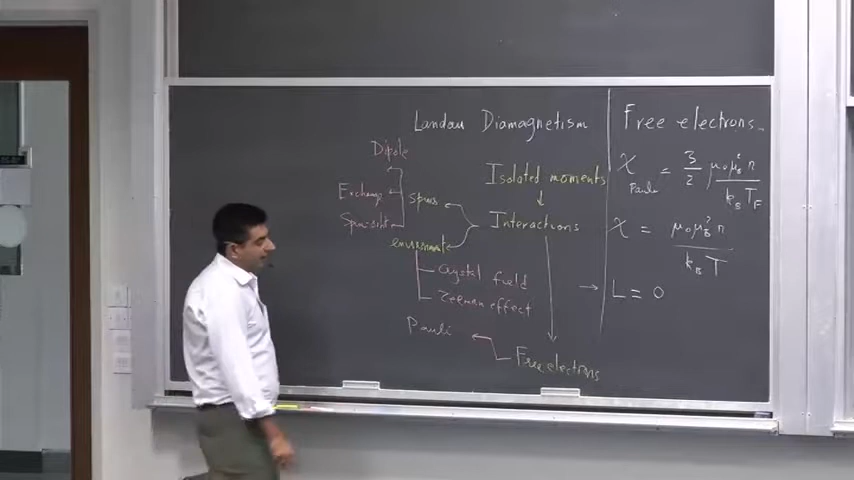 Landau Diamagnetism
Dipole
Isolated moments
Exchange
spins
Spin-orbit
Interactions
environment
Crystal field
Zeeman effect
Pauli
Free electrons
Free electrons
χ Pauli = 3/2 μ₀μ_B² n / k_B T_F
χ = μ₀μ_B² n / k_B T
→ L = 0